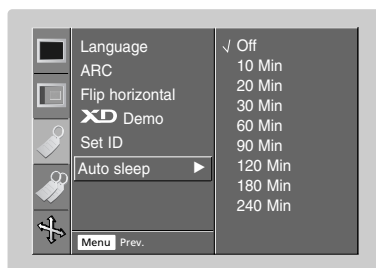 Language
ARC
Flip horizontal
XD Demo
Set ID
Auto sleep
Menu Prev.
√ Off
10 Min
20 Min
30 Min
60 Min
90 Min
120 Min
180 Min
240 Min